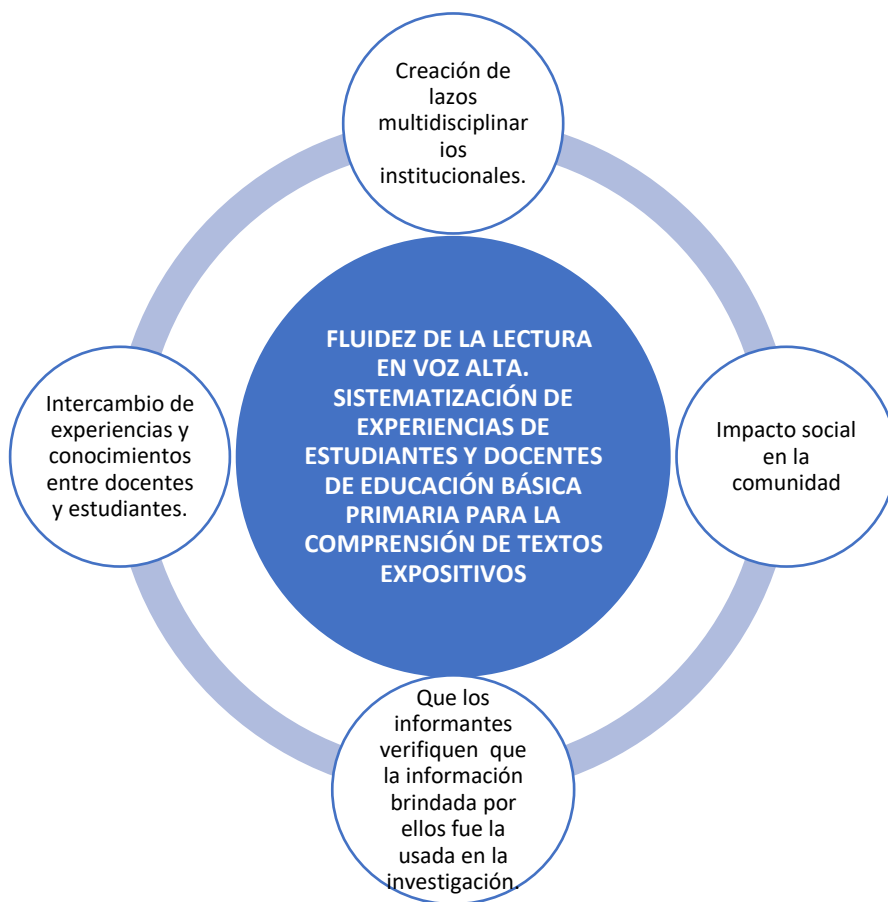 Creación de
lazos
multidisciplinar
ios
institucionales.
FLUIDEZ DE LA LECTURA
EN VOZ ALTA.
SISTEMATIZACIÓN DE
EXPERIENCIAS DE
ESTUDIANTES Y DOCENTES
DE EDUCACIÓN BÁSICA
PRIMARIA PARA LA
COMPRENSIÓN DE TEXTOS
EXPOSITIVOS
Intercambio de
experiencias y
conocimientos
entre docentes
y estudiantes.
Impacto social
en la
comunidad
Que los
informantes
verifiquen que
la información
brindada por
ellos fue la
usada en la
investigación.